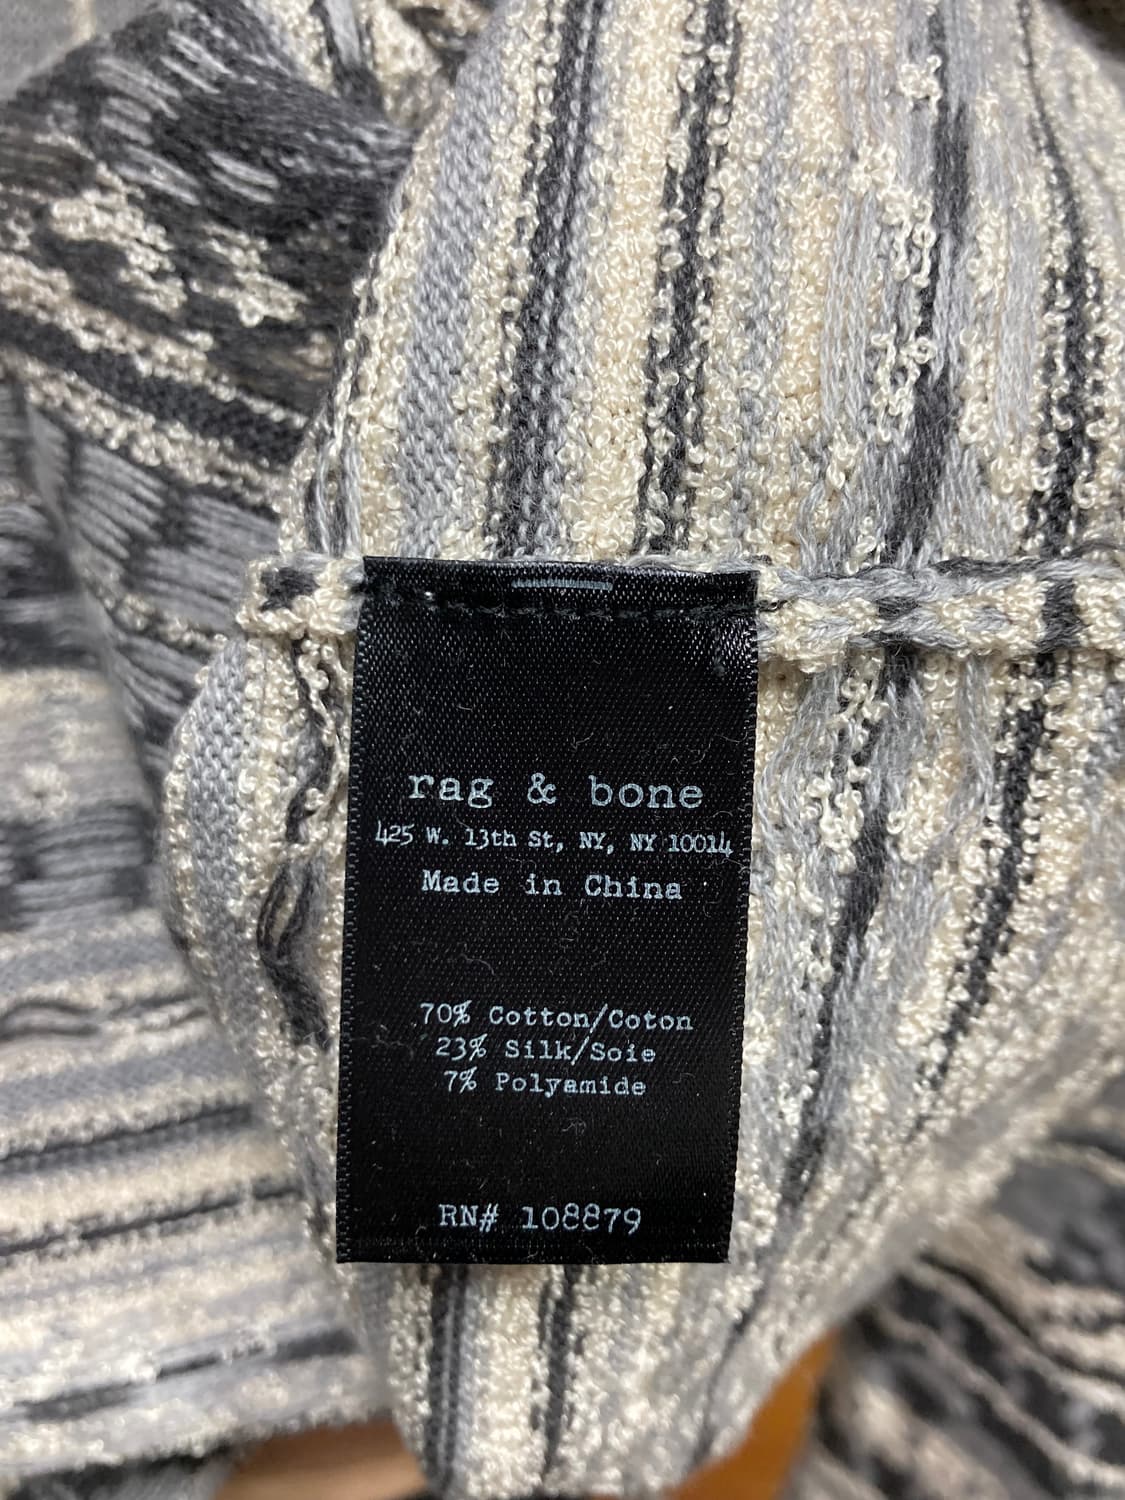 rag & bone
425 W. 13th St, NY, NY 10014
Made in China
70% Cotton/Coton
23% Silk/Soie
7% Polyamide
RN# 108879